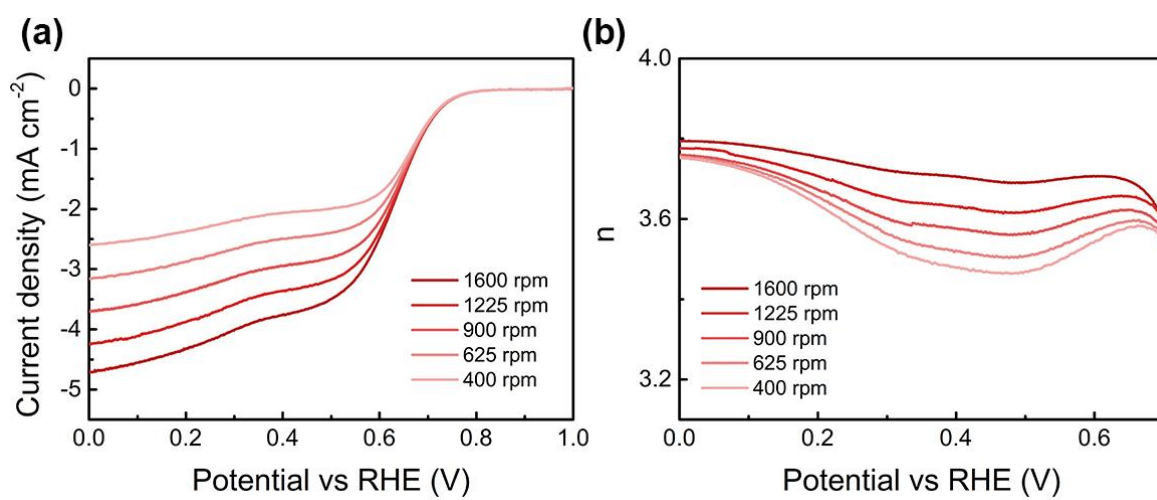 (a)
Current density (mA cm⁻²)
0
-1
-2
-3
-4
-5
1600 rpm
1225 rpm
900 rpm
625 rpm
400 rpm
0.0 0.2 0.4 0.6 0.8 1.0
Potential vs RHE (V)
(b)
n
4.0
3.6
3.2
1600 rpm
1225 rpm
900 rpm
625 rpm
400 rpm
0.0 0.2 0.4 0.6
Potential vs RHE (V)